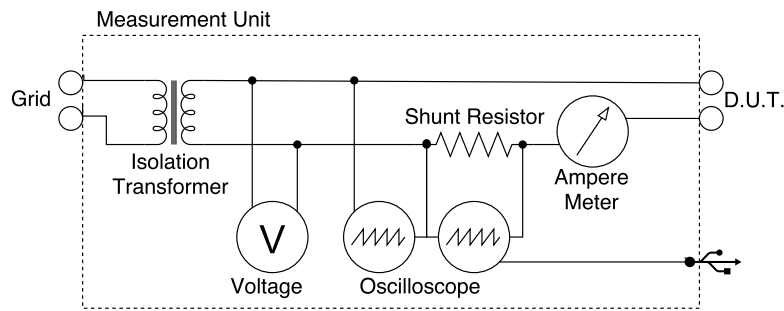 Measurement Unit
Grid
D.U.T.
Shunt Resistor
Isolation
Transformer
Ampere
Meter
V
Voltage
Oscilloscope